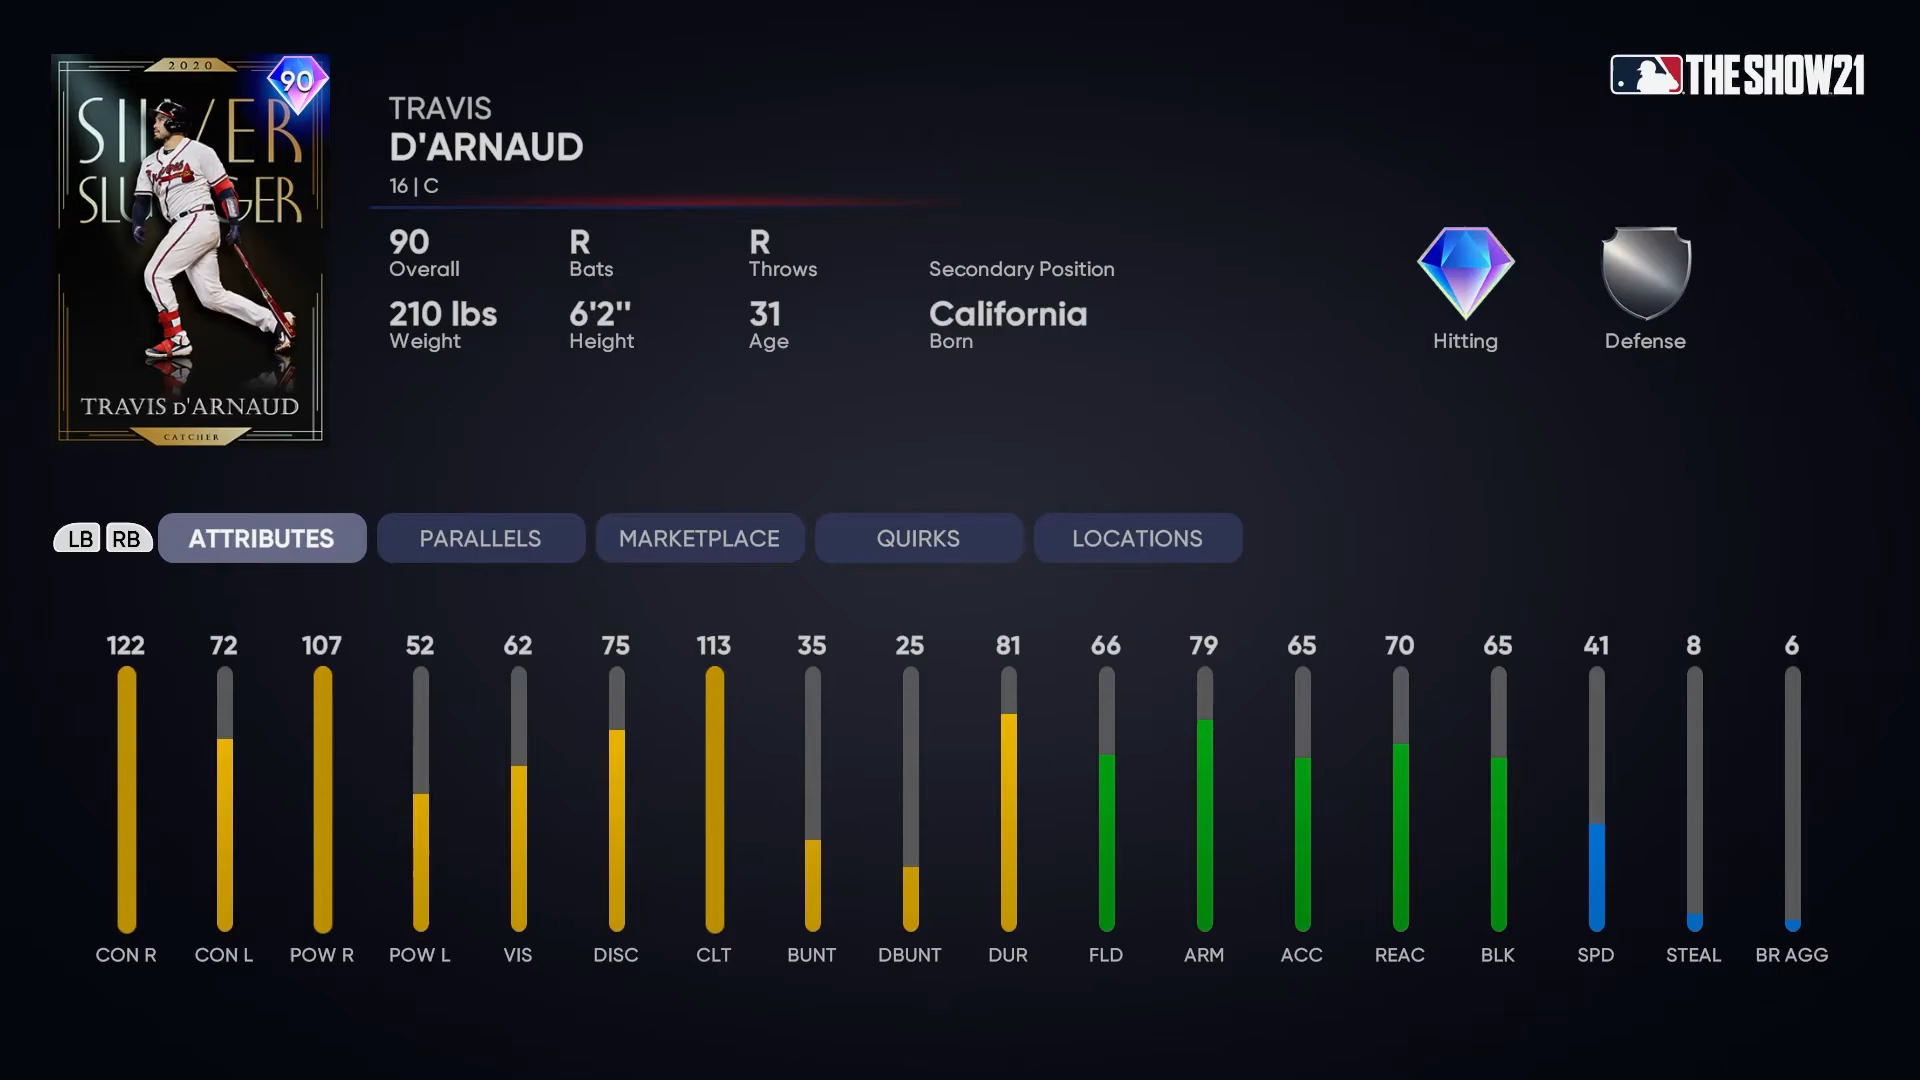 2020
90
SILVER
SLUGGER
TRAVIS D'ARNAUD
CATCHER
THE SHOW 21
TRAVIS
D'ARNAUD
16 | C
90 R R
Overall Bats Throws Secondary Position
210 lbs 6'2'' 31 California
Weight Height Age Born
Hitting Defense
LB RB ATTRIBUTES PARALLELS MARKETPLACE QUIRKS LOCATIONS
122 72 107 52 62 75 113 35 25 81 66 79 65 70 65 41 8 6
CON R CON L POW R POW L VIS DISC CLT BUNT DBUNT DUR FLD ARM ACC REAC BLK SPD STEAL BR AGG